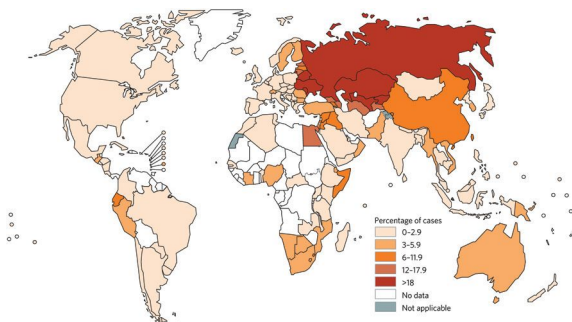 Percentage of cases
0–2.9
3–5.9
6–11.9
12–17.9
>18
No data
Not applicable